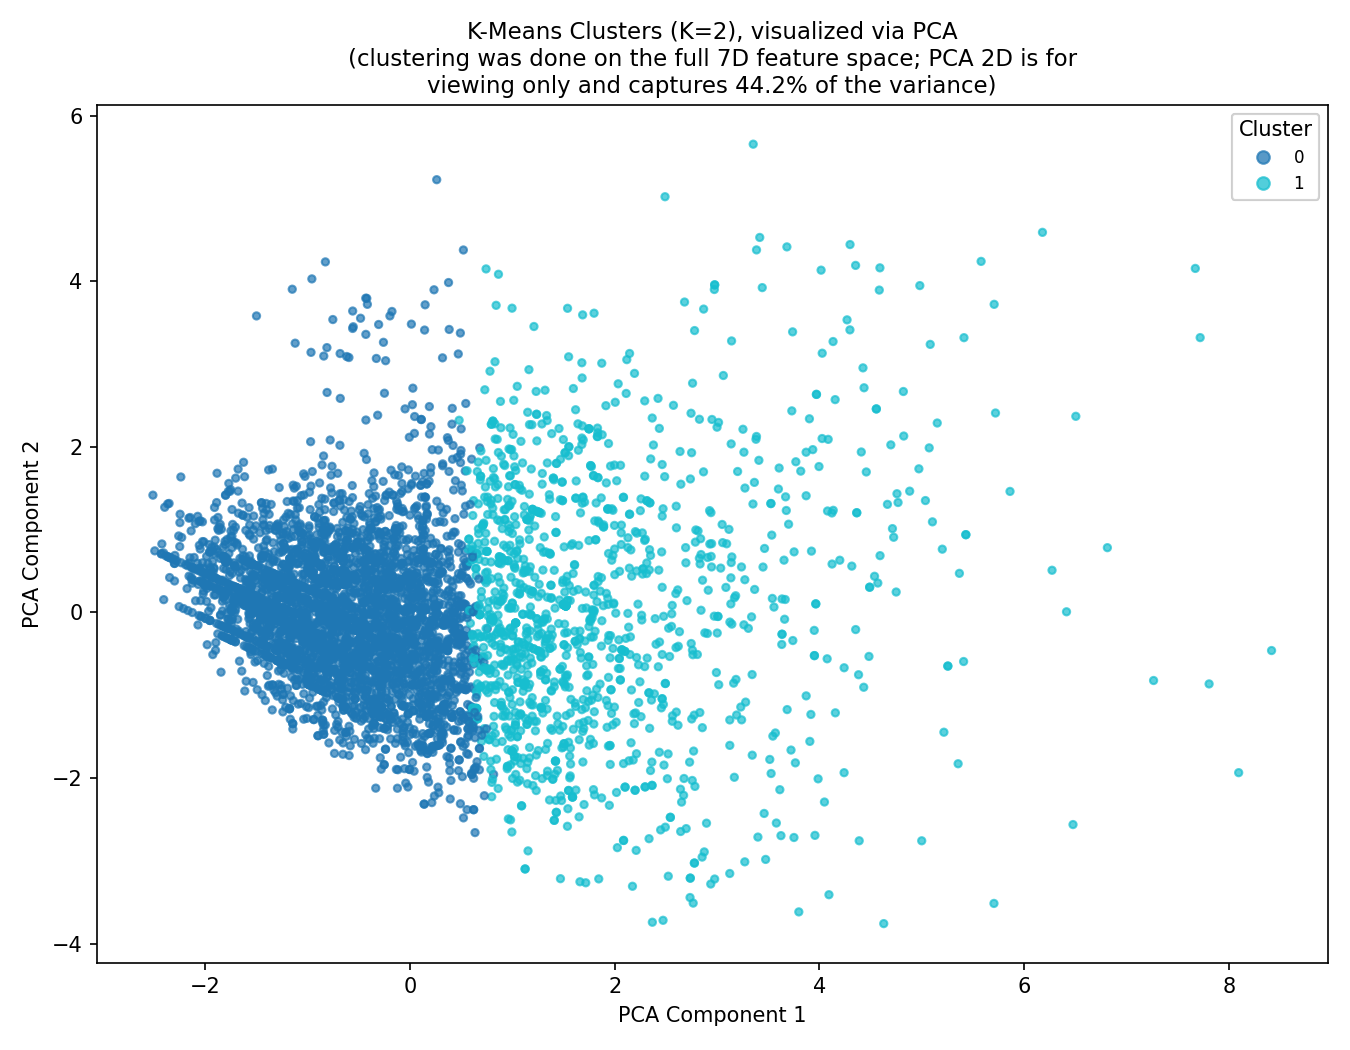 K-Means Clusters (K=2), visualized via PCA
(clustering was done on the full 7D feature space; PCA 2D is for
viewing only and captures 44.2% of the variance)
Cluster
0
1
PCA Component 2
6
4
2
0
−2
−4
−2
0
2
4
6
8
PCA Component 1